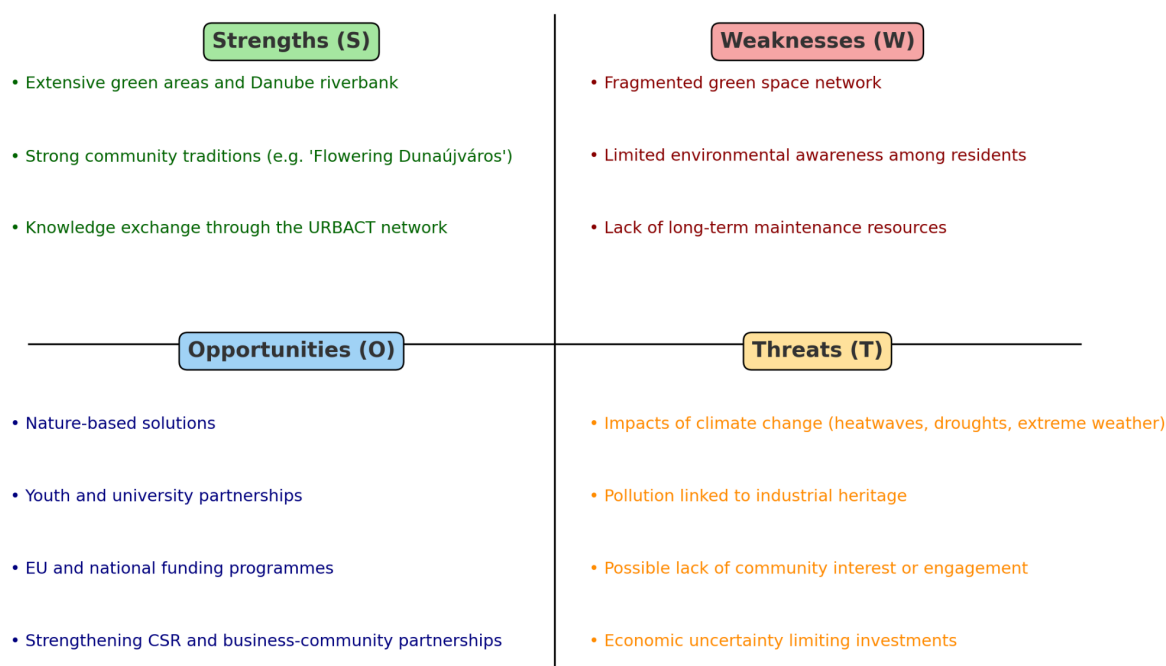 Strengths (S)
• Extensive green areas and Danube riverbank
• Strong community traditions (e.g. 'Flowering Dunaújváros')
• Knowledge exchange through the URBACT network
Weaknesses (W)
• Fragmented green space network
• Limited environmental awareness among residents
• Lack of long-term maintenance resources
Opportunities (O)
• Nature-based solutions
• Youth and university partnerships
• EU and national funding programmes
• Strengthening CSR and business-community partnerships
Threats (T)
• Impacts of climate change (heatwaves, droughts, extreme weather)
• Pollution linked to industrial heritage
• Possible lack of community interest or engagement
• Economic uncertainty limiting investments